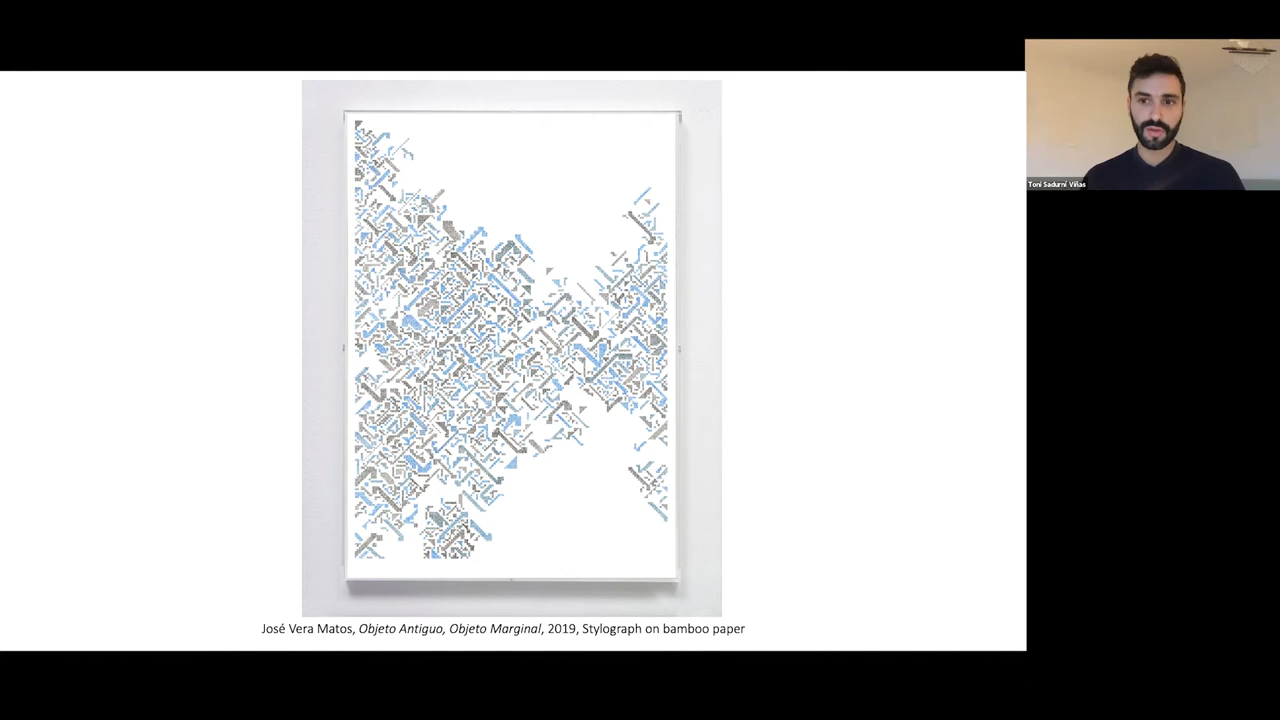 Toni Sadurní Viñas
José Vera Matos, Objeto Antiguo, Objeto Marginal, 2019, Stylograph on bamboo paper